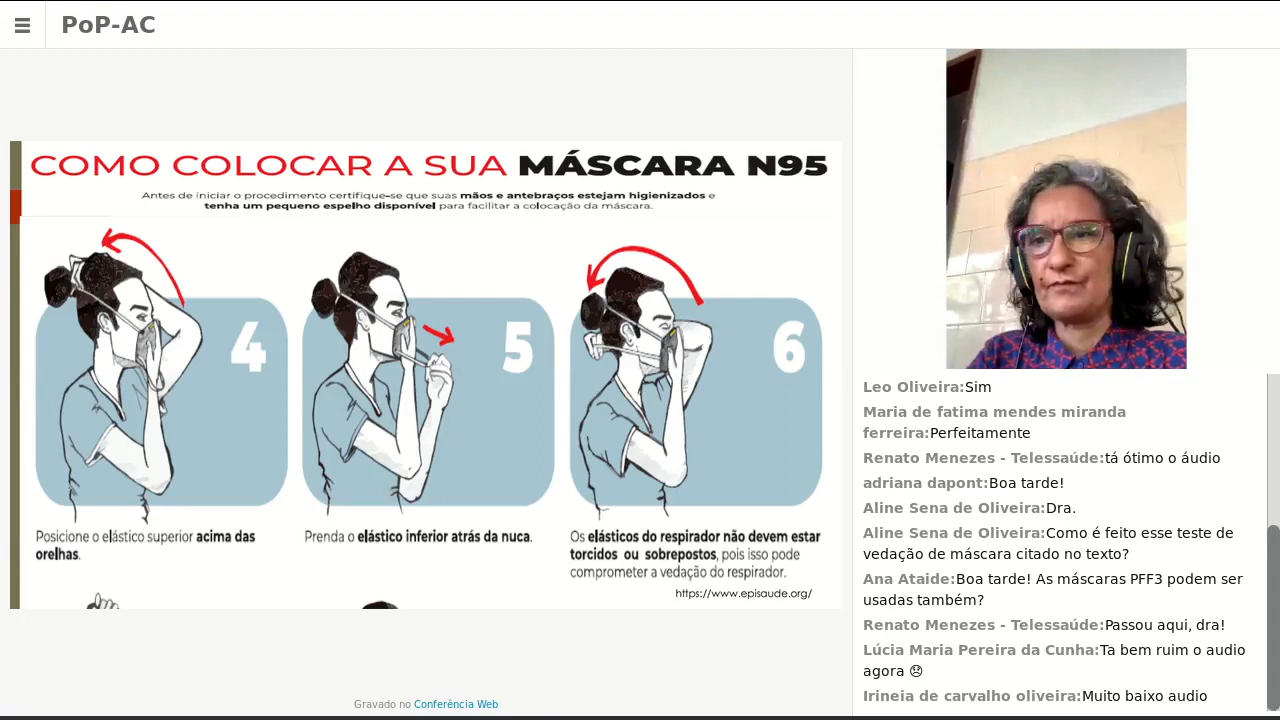 PoP-AC
COMO COLOCAR A SUA MÁSCARA N95
Antes de iniciar o procedimento certifique-se que suas mãos e antebraços estejam higienizados e
tenha um pequeno espelho disponível para facilitar a colocação da máscara.
4
5
6
Posicione o elástico superior acima das
orelhas.
Prenda o elástico inferior atrás da nuca.
Os elásticos do respirador não devem estar
torcidos ou sobrepostos, pois isso pode
comprometer a vedação do respirador.
https://www.episaude.org/
Gravado no Conferência Web
Leo Oliveira:Sim
Maria de fatima mendes miranda
ferreira:Perfeitamente
Renato Menezes - Telessaúde:tá ótimo o áudio
adriana dapont:Boa tarde!
Aline Sena de Oliveira:Dra.
Aline Sena de Oliveira:Como é feito esse teste de
vedação de máscara citado no texto?
Ana Ataide:Boa tarde! As máscaras PFF3 podem ser
usadas também?
Renato Menezes - Telessaúde:Passou aqui, dra!
Lúcia Maria Pereira da Cunha:Ta bem ruim o audio
agora 😞
Irineia de carvalho oliveira:Muito baixo audio